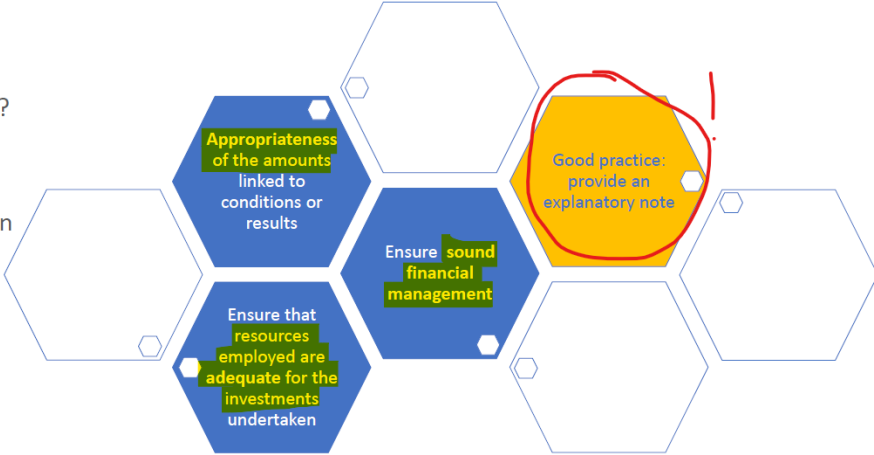 ?
n
Appropriateness
of the amounts
linked to
conditions or
results
Ensure that
resources
employed are
adequate for the
investments
undertaken
Ensure sound
financial
management
Good practice:
provide an
explanatory note
!